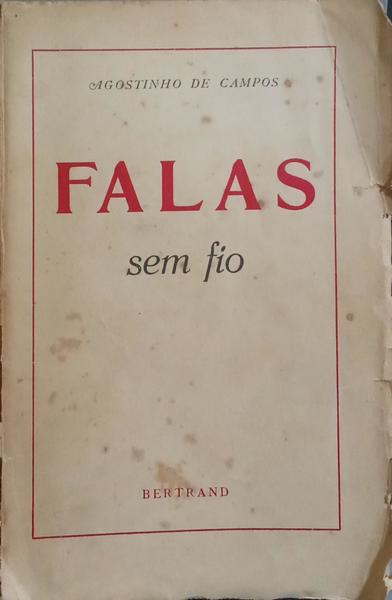 AGOSTINHO DE CAMPOS
FALAS
sem fio
BERTRAND